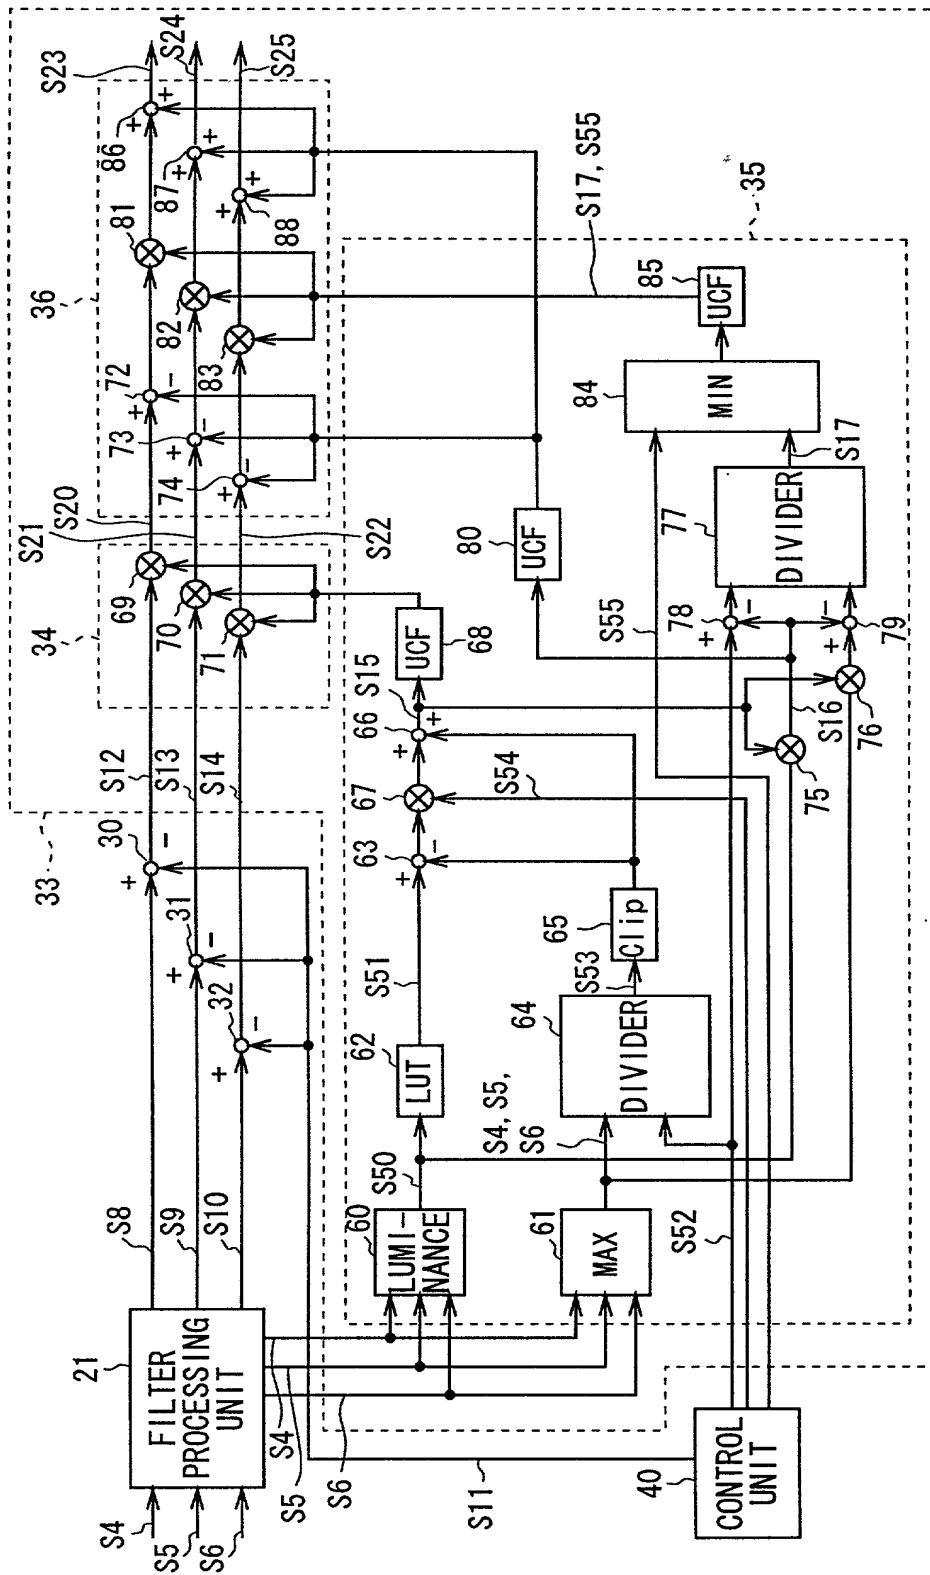 S4
S5
S6
21
FILTER
PROCESSING
UNIT
S8
S9
S10
30
31
32
33
S12
S13
S14
34
69
70
71
S20
S21
S22
36
72
73
74
81
82
83
86
87
88
S23
S24
S25
S4
S5
S6
S11
40
CONTROL
UNIT
60
LUMI-
NANCE
S50
62
LUT
S51
63
67
66
S15
68
UCF
80
UCF
61
MAX
S4, S5,
S6
64
DIVIDER
S53
65
Clip
S54
S52
S55
75
76
S16
78
79
77
DIVIDER
S17
84
MIN
85
UCF
S17, S55
35
+
-
+
-
+
-
+
-
+
+
+
-
+
-
+
-
+
+
+
+
+
+
+
-
+
-